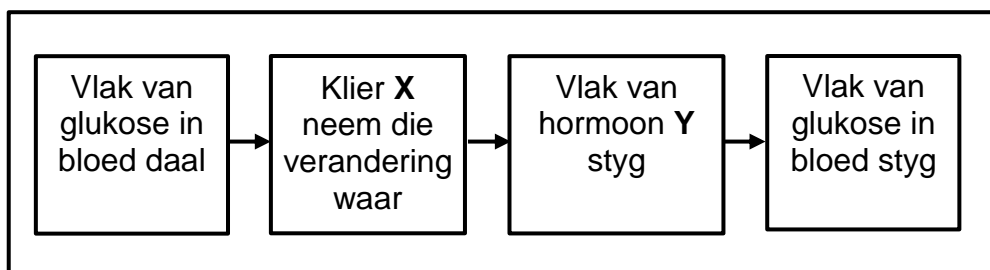 Vlak van
glukose in
bloed daal
Klier X
neem die
verandering
waar
Vlak van
hormoon Y
styg
Vlak van
glukose in
bloed styg